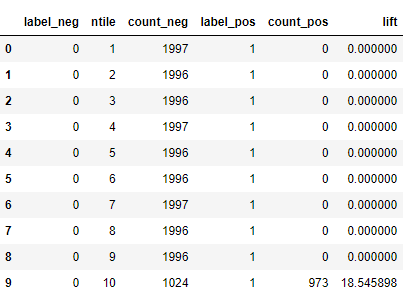 label_neg ntile count_neg label_pos count_pos lift
0 0 1 1997 1 0 0.000000
1 0 2 1996 1 0 0.000000
2 0 3 1996 1 0 0.000000
3 0 4 1997 1 0 0.000000
4 0 5 1996 1 0 0.000000
5 0 6 1996 1 0 0.000000
6 0 7 1997 1 0 0.000000
7 0 8 1996 1 0 0.000000
8 0 9 1996 1 0 0.000000
9 0 10 1024 1 973 18.545898